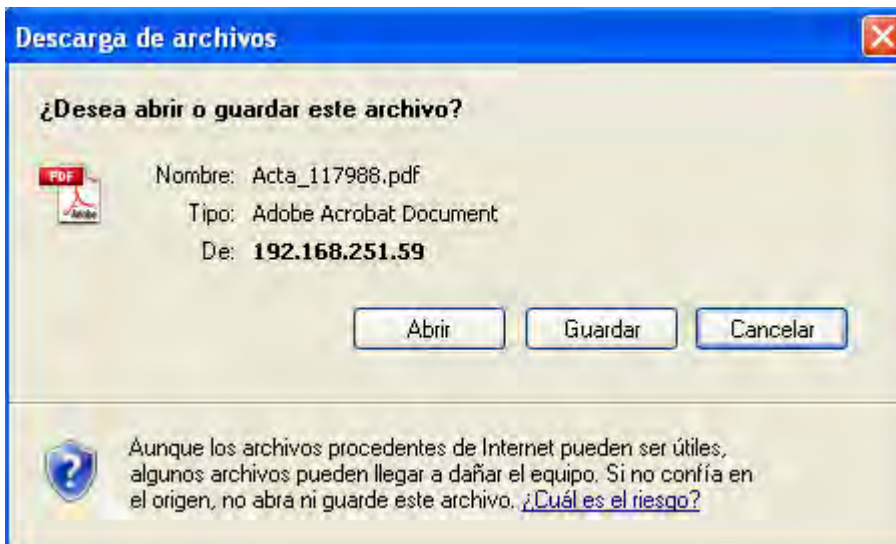 Descarga de archivos
¿Desea abrir o guardar este archivo?
PDF
Adobe
Nombre: Acta_117988.pdf
Tipo: Adobe Acrobat Document
De: 192.168.251.59
Abrir Guardar Cancelar
Aunque los archivos procedentes de Internet pueden ser útiles,
algunos archivos pueden llegar a dañar el equipo. Si no confía en
el origen, no abra ni guarde este archivo. ¿Cuál es el riesgo?